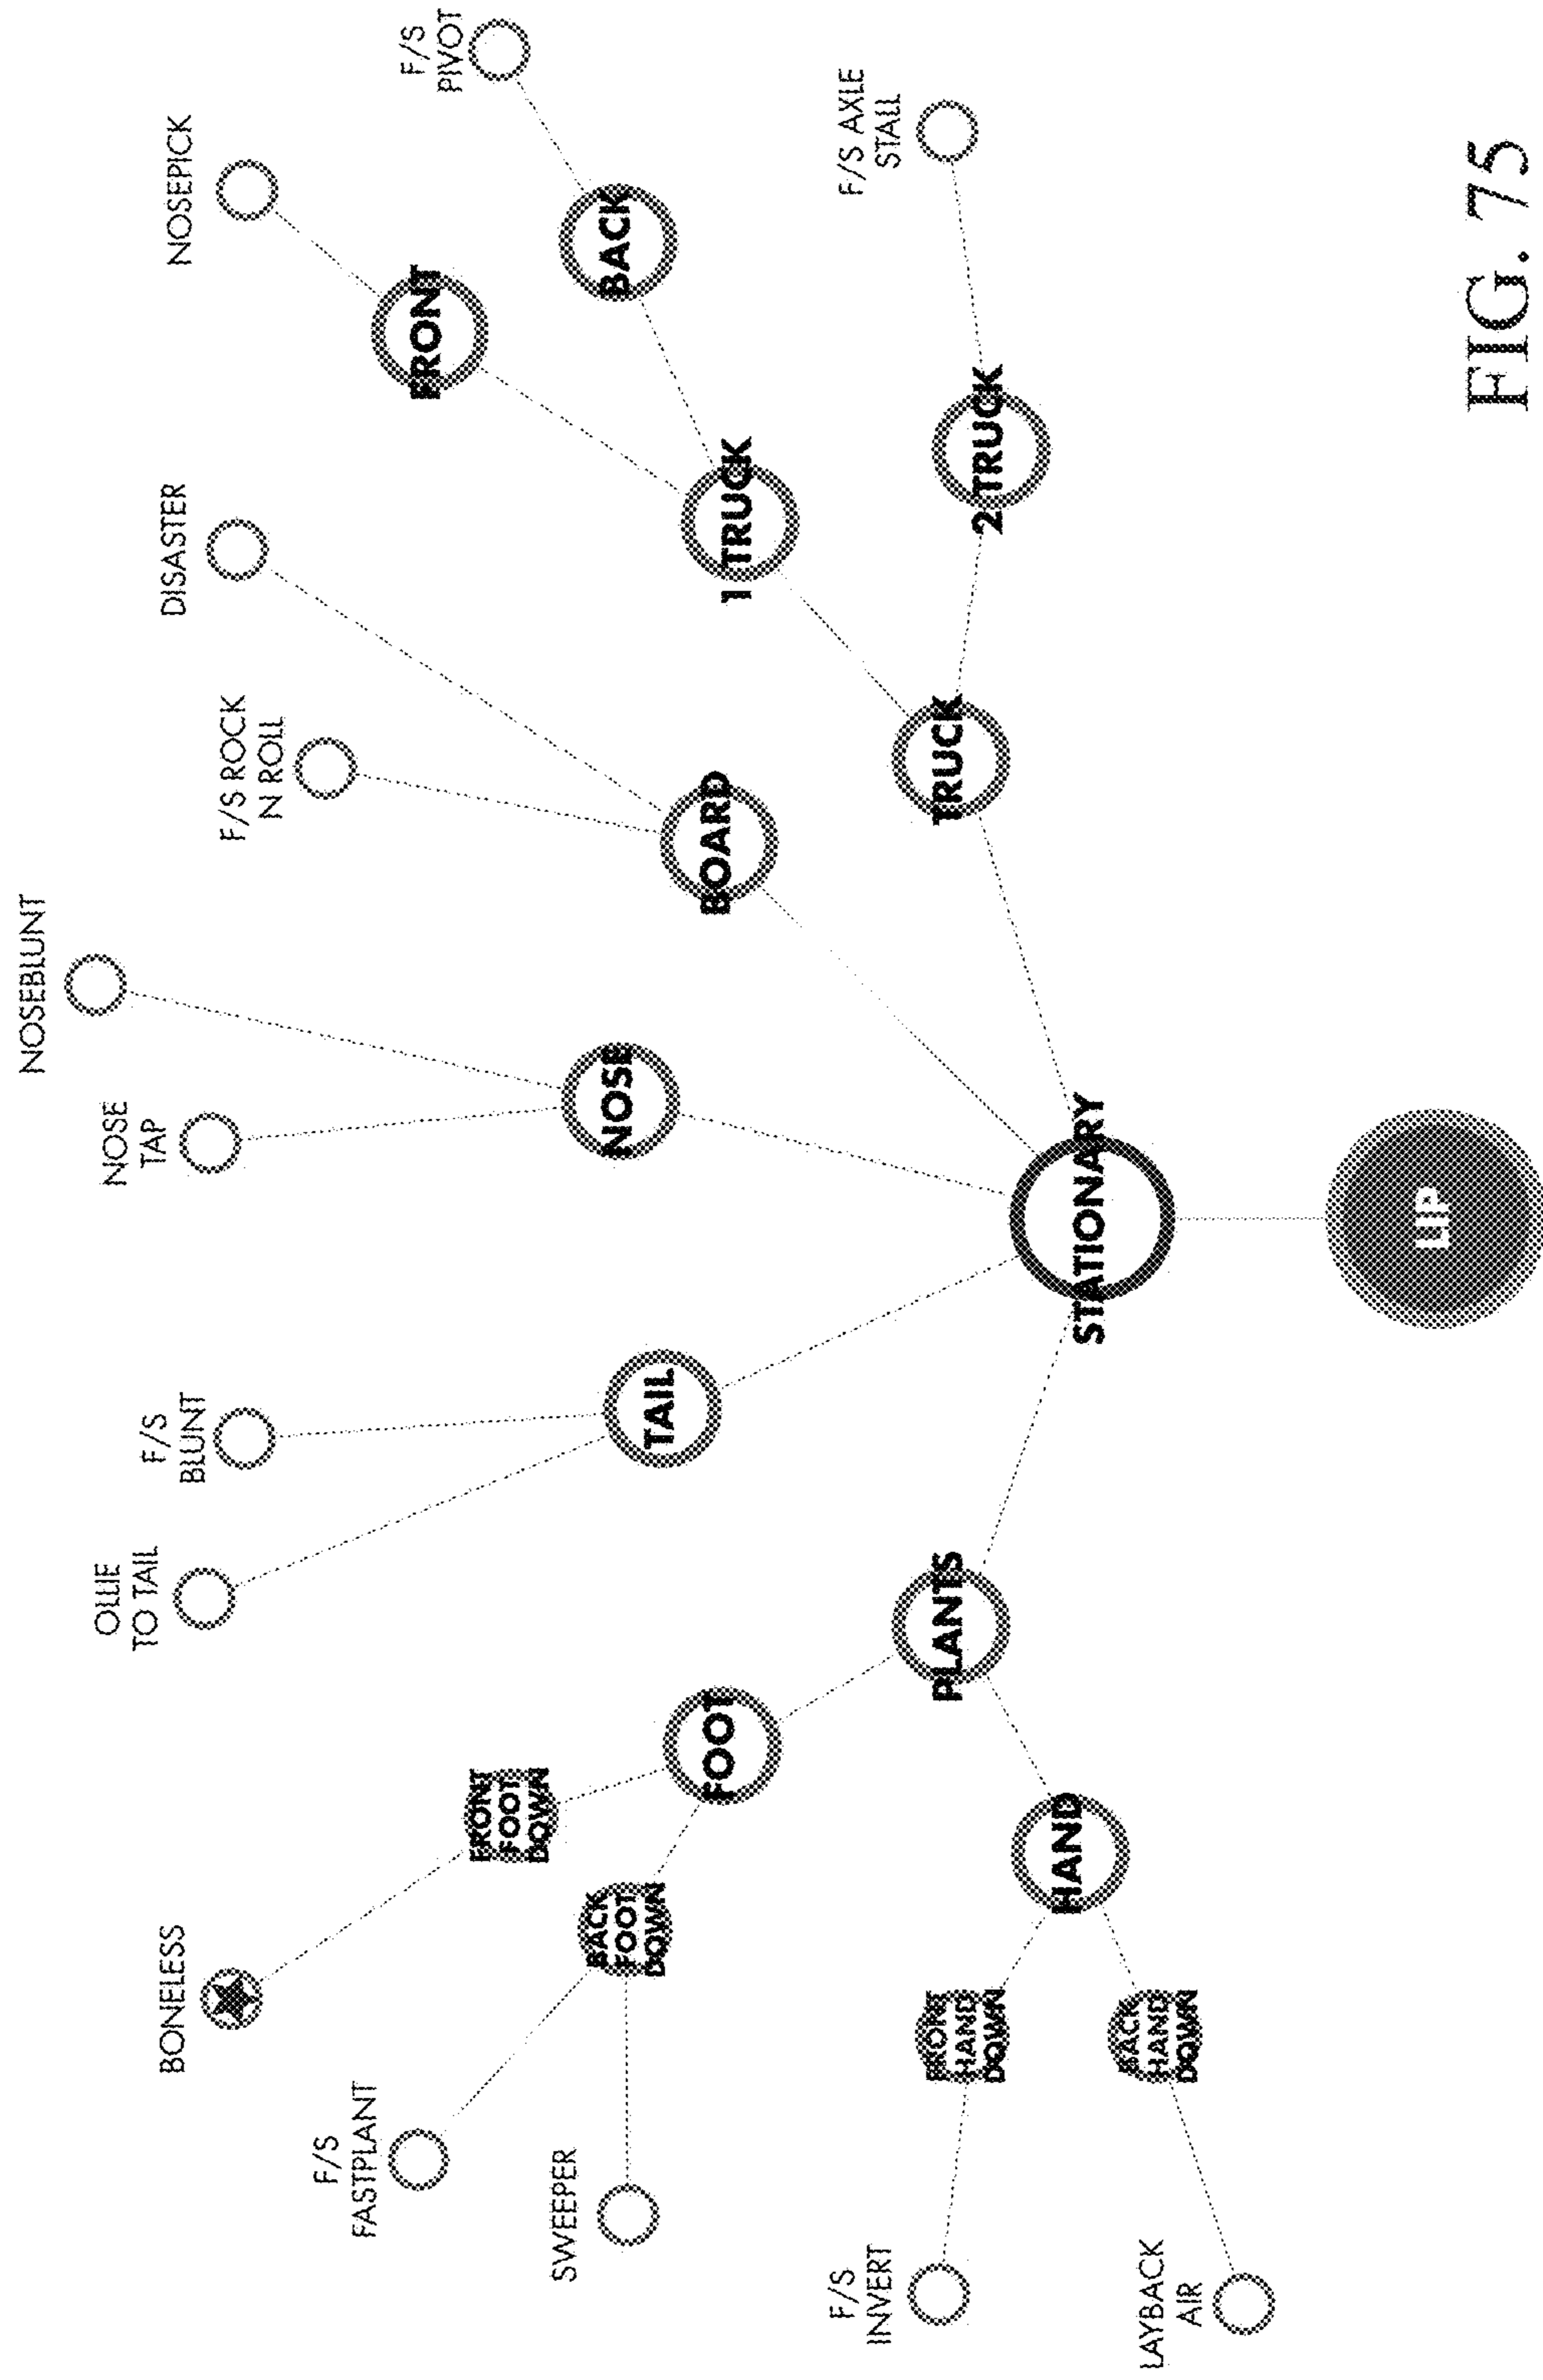 NOSEBLUNT
NOSE
TAP
F/S
BLUNT
OLLIE
TO TAIL
F/S ROCK
N ROLL
DISASTER
NOSEPICK
F/S
PIVOT
BONELESS
F/S
FASTPLANT
FRONT
FOOT
DOWN
BACK
FOOT
DOWN
SWEEPER
FOOT
TAIL
NOSE
BOARD
FRONT
BACK
1 TRUCK
F/S AXLE
STALL
F/S
INVERT
FRONT
HAND
DOWN
PLANTS
TRUCK
2 TRUCK
LAYBACK
AIR
BACK
HAND
DOWN
HAND
STATIONARY
LIP
FIG. 75